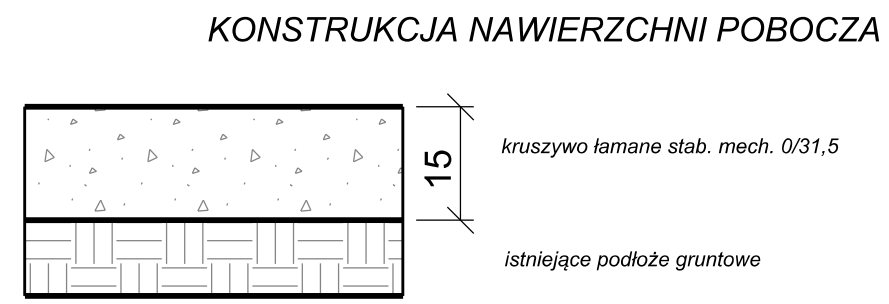 KONSTRUKCJA NAWIERZCHNI POBOCZA
kruszywo łamane stab. mech. 0/31,5
15
istniejące podłoże gruntowe